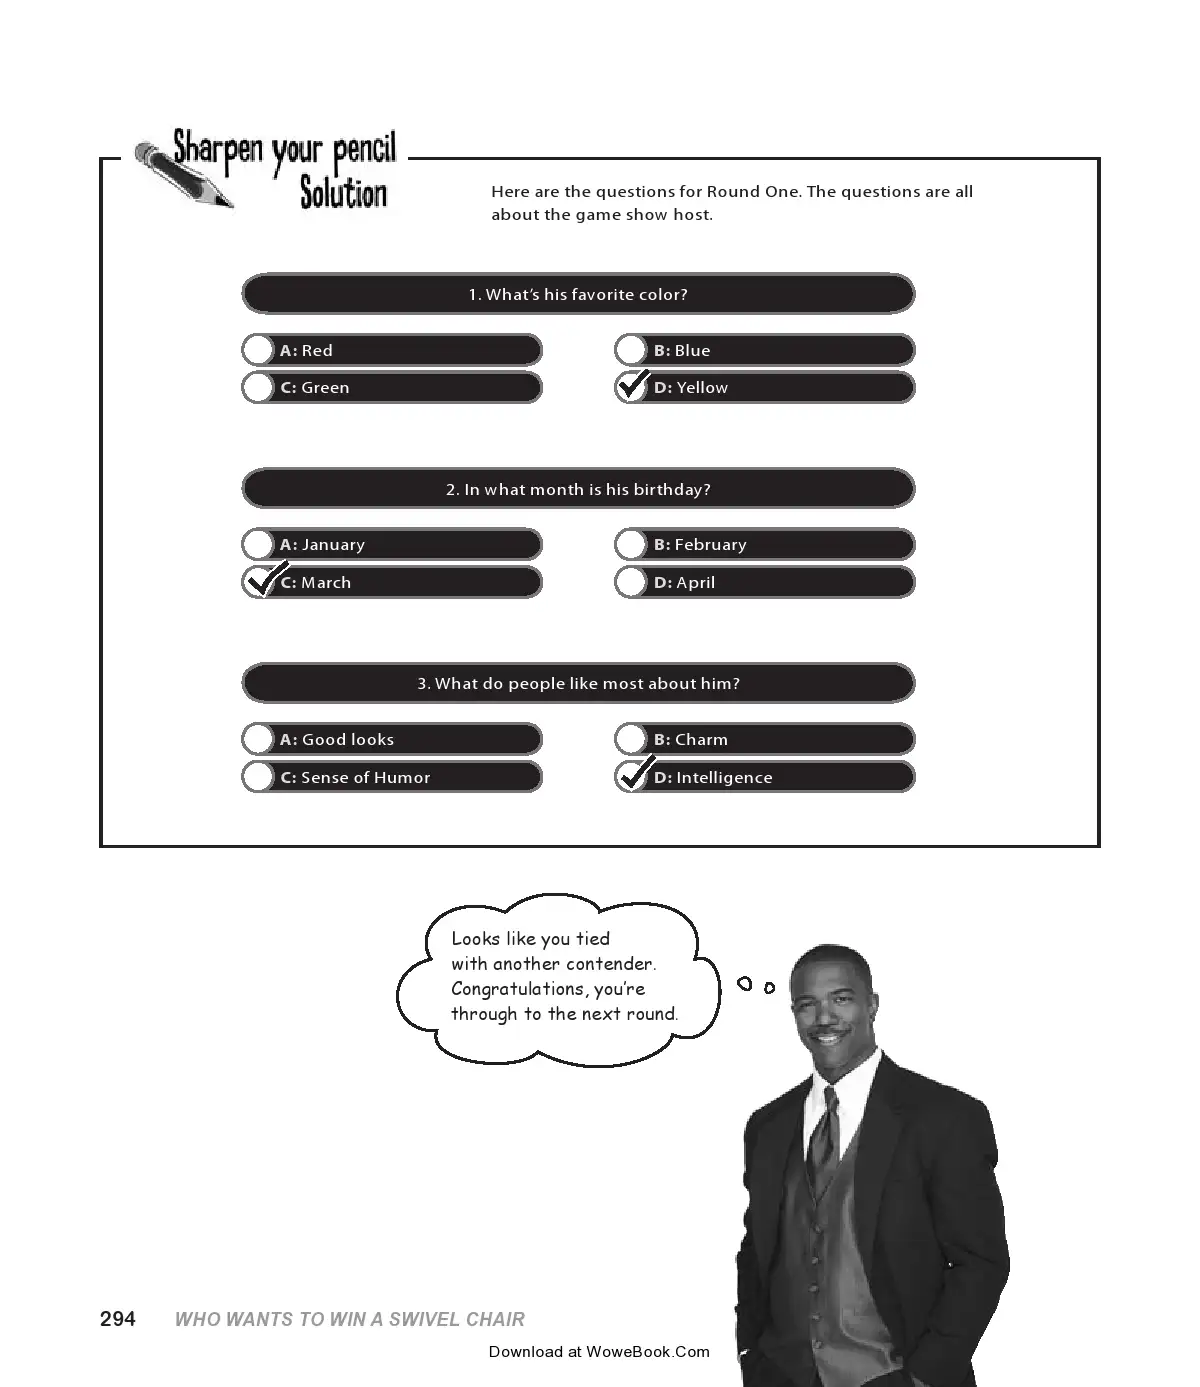 Sharpen your pencil
Solution
Here are the questions for Round One. The questions are all
about the game show host.
1. What's his favorite color?
A: Red
B: Blue
C: Green
D: Yellow
2. In what month is his birthday?
A: January
B: February
C: March
D: April
3. What do people like most about him?
A: Good looks
B: Charm
C: Sense of Humor
D: Intelligence
Looks like you tied
with another contender.
Congratulations, you're
through to the next round.
294 WHO WANTS TO WIN A SWIVEL CHAIR
Download at WoweBook.Com